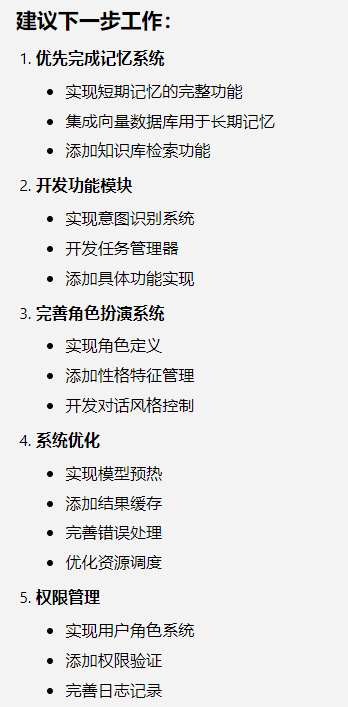 建议下一步工作：
1. 优先完成记忆系统
• 实现短期记忆的完整功能
• 集成向量数据库用于长期记忆
• 添加知识库检索功能
2. 开发功能模块
• 实现意图识别系统
• 开发任务管理器
• 添加具体功能实现
3. 完善角色扮演系统
• 实现角色定义
• 添加性格特征管理
• 开发对话风格控制
4. 系统优化
• 实现模型预热
• 添加结果缓存
• 完善错误处理
• 优化资源调度
5. 权限管理
• 实现用户角色系统
• 添加权限验证
• 完善日志记录